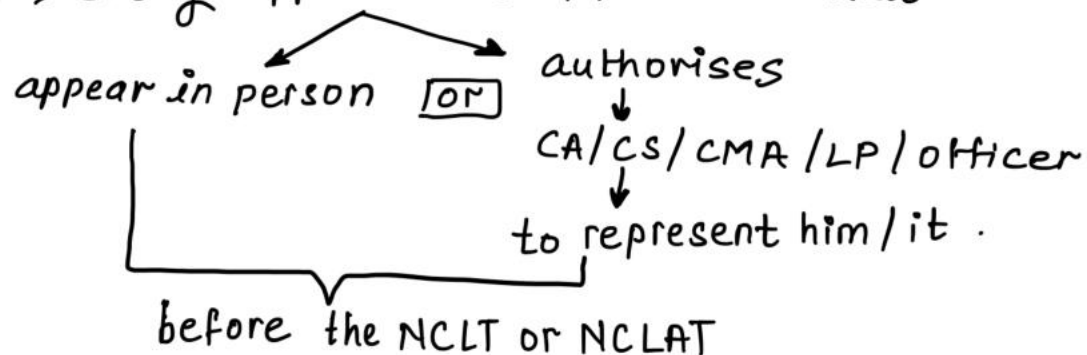 appear in person or authorises
CA/CS/CMA/LP/officer
to represent him/it.
before the NCLT or NCLAT